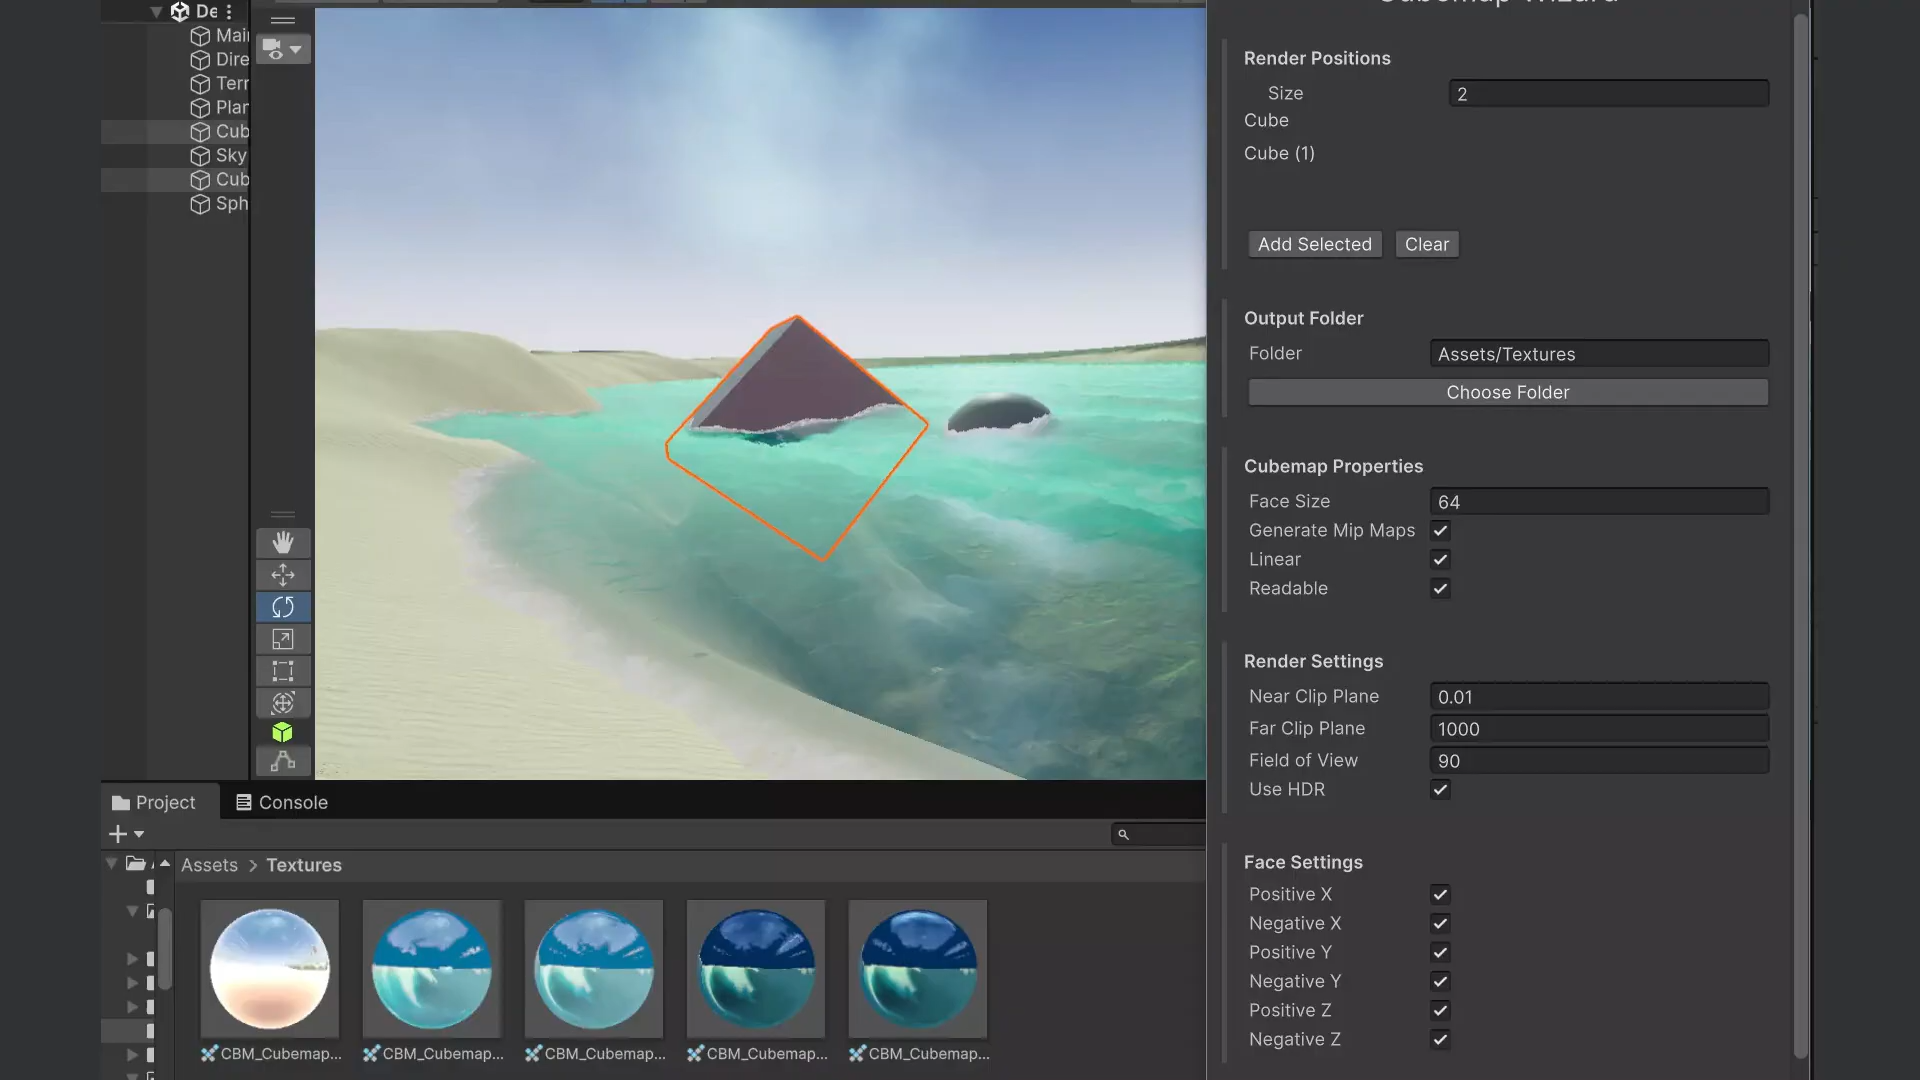 De
Mai
Dire
Terr
Plan
Cub
Sky
Cub
Sph
Cubemap Wizard
Render Positions
Size 2
Cube
Cube (1)
Add Selected Clear
Output Folder
Folder Assets/Textures
Choose Folder
Cubemap Properties
Face Size 64
Generate Mip Maps
Linear
Readable
Render Settings
Near Clip Plane 0.01
Far Clip Plane 1000
Field of View 90
Use HDR
Face Settings
Positive X
Negative X
Positive Y
Negative Y
Positive Z
Negative Z
Project Console
Assets > Textures
CBM_Cubemap... CBM_Cubemap... CBM_Cubemap... CBM_Cubemap... CBM_Cubemap...